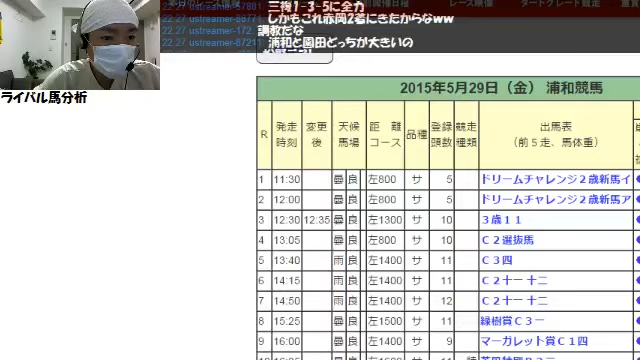 三複1-3-5に全力
しかもこれ赤岡2着にきたからなww
22:27 ustreamer-172
調教だな
22:27 ustreamer-87211
浦和と園田どっちが大きいの
ライバル馬分析
2015年5月29日（金） 浦和競馬
R 発走時刻 変更後 天候馬場 距離コース 品種 登録頭数 競走種類 出馬表（前５走、馬体重）
1 11:30 曇 良 左800 サ 5 ドリームチャレンジ２歳新馬イ
2 12:00 曇 良 左800 サ 5 ドリームチャレンジ２歳新馬ア
3 12:30 12:35 曇 良 左1300 サ 10 ３歳１１
4 13:05 曇 良 左800 サ 10 Ｃ２選抜馬
5 13:40 雨 良 左1400 サ 11 Ｃ３四
6 14:15 雨 良 左1400 サ 11 Ｃ２十一 十二
7 14:50 雨 良 左1400 サ 12 Ｃ２十一 十二
8 15:25 曇 良 左1500 サ 11 緑樹賞Ｃ３一
9 16:00 曇 良 左1400 サ 9 マーガレット賞Ｃ１四